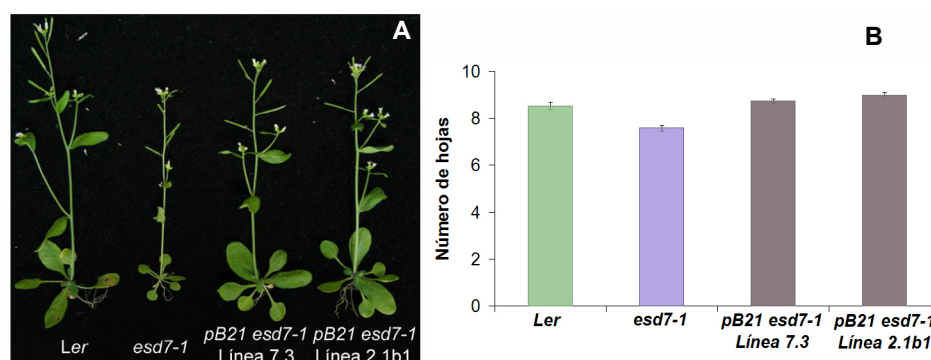 A
Ler
esd7-1
pB21 esd7-1
Línea 7.3
pB21 esd7-1
Línea 2.1b1
B
Número de hojas
10
8
6
4
2
0
Ler
esd7-1
pB21 esd7-1
Línea 7.3
pB21 esd7-1
Línea 2.1b1